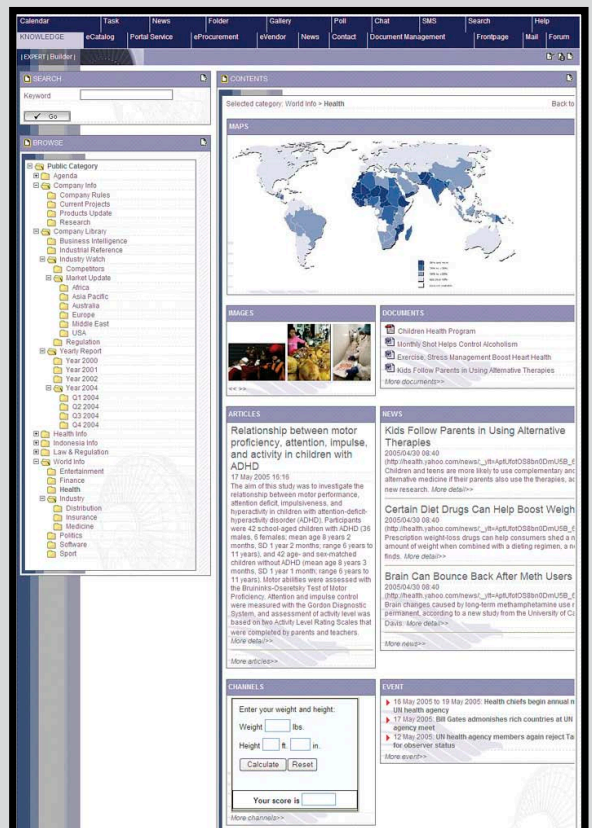 Calendar Task News Folder Gallery Poll Chat SMS Search Help
KNOWLEDGE eCatalog Portal Service eProcurement eVendor News Contact Document Management Frontpage Mail Forum
| EXPERT | Builder |
SEARCH
Keyword
Go
BROWSE
Public Category
Agenda
Company Info
Company Rules
Current Projects
Products Update
Research
Company Library
Business Intelligence
Industrial Reference
Industry Watch
Competitors
Market Update
Africa
Asia Pacific
Australia
Europe
Middle East
USA
Regulation
Yearly Report
Year 2000
Year 2001
Year 2002
Year 2004
Q1 2004
Q2 2004
Q3 2004
Q4 2004
Health Info
Indonesia Info
Law & Regulation
World Info
Entertainment
Finance
Health
Industry
Distribution
Insurance
Medicine
Politics
Software
Sport
CONTENTS
Selected category: World Info > Health Back to
MAPS
IMAGES
<< >>
DOCUMENTS
Children Health Program
Monthly Shot Helps Control Alcoholism
Exercise, Stress Management Boost Heart Health
Kids Follow Parents in Using Alternative Therapies
More documents>>
ARTICLES
Relationship between motor
proficiency, attention, impulse,
and activity in children with
ADHD
17 May 2005 16:16
The aim of this study was to investigate the
relationship between motor performance,
attention deficit, impulsiveness, and
hyperactivity in children with attention-deficit-
hyperactivity disorder (ADHD). Participants
were 42 school-aged children with ADHD (36
males, 6 females; mean age 8 years 2
months, SD 1 year 2 months; range 6 years to
11 years), and 42 age- and sex-matched
children without ADHD (mean age 8 years 3
months, SD 1 year 1 month; range 6 years to
11 years). Motor abilities were assessed with
the Bruininks-Oseretsky Test of Motor
Proficiency. Attention and impulse control
were measured with the Gordon Diagnostic
System, and assessment of activity level was
based on two Activity Level Rating Scales that
were completed by parents and teachers.
More detail>>
More articles>>
NEWS
Kids Follow Parents in Using Alternative
Therapies
2005/04/30 08:40
Children and teens are more likely to use complementary and
alternative medicine if their parents also use the therapies, ac
new research. More detail>>
Certain Diet Drugs Can Help Boost Weigh
2005/04/30 08:40
Prescription weight-loss drugs can help consumers shed a n
amount of weight when combined with a dieting regimen, a n
finds. More detail>>
Brain Can Bounce Back After Meth Users
2005/04/30 08:40
Brain changes caused by long-term methamphetamine use r
permanent, according to a new study from the University of Ca
Davis. More detail>>
More news>>
CHANNELS
Enter your weight and height:
Weight lbs.
Height ft. in.
Calculate Reset
Your score is
More channels>>
EVENT
16 May 2005 to 19 May 2005: Health chiefs begin annual n
UN health agency
17 May 2005: Bill Gates admonishes rich countries at UN
agency meet
12 May 2005: UN health agency members again reject Ta
for observer status
More event>>